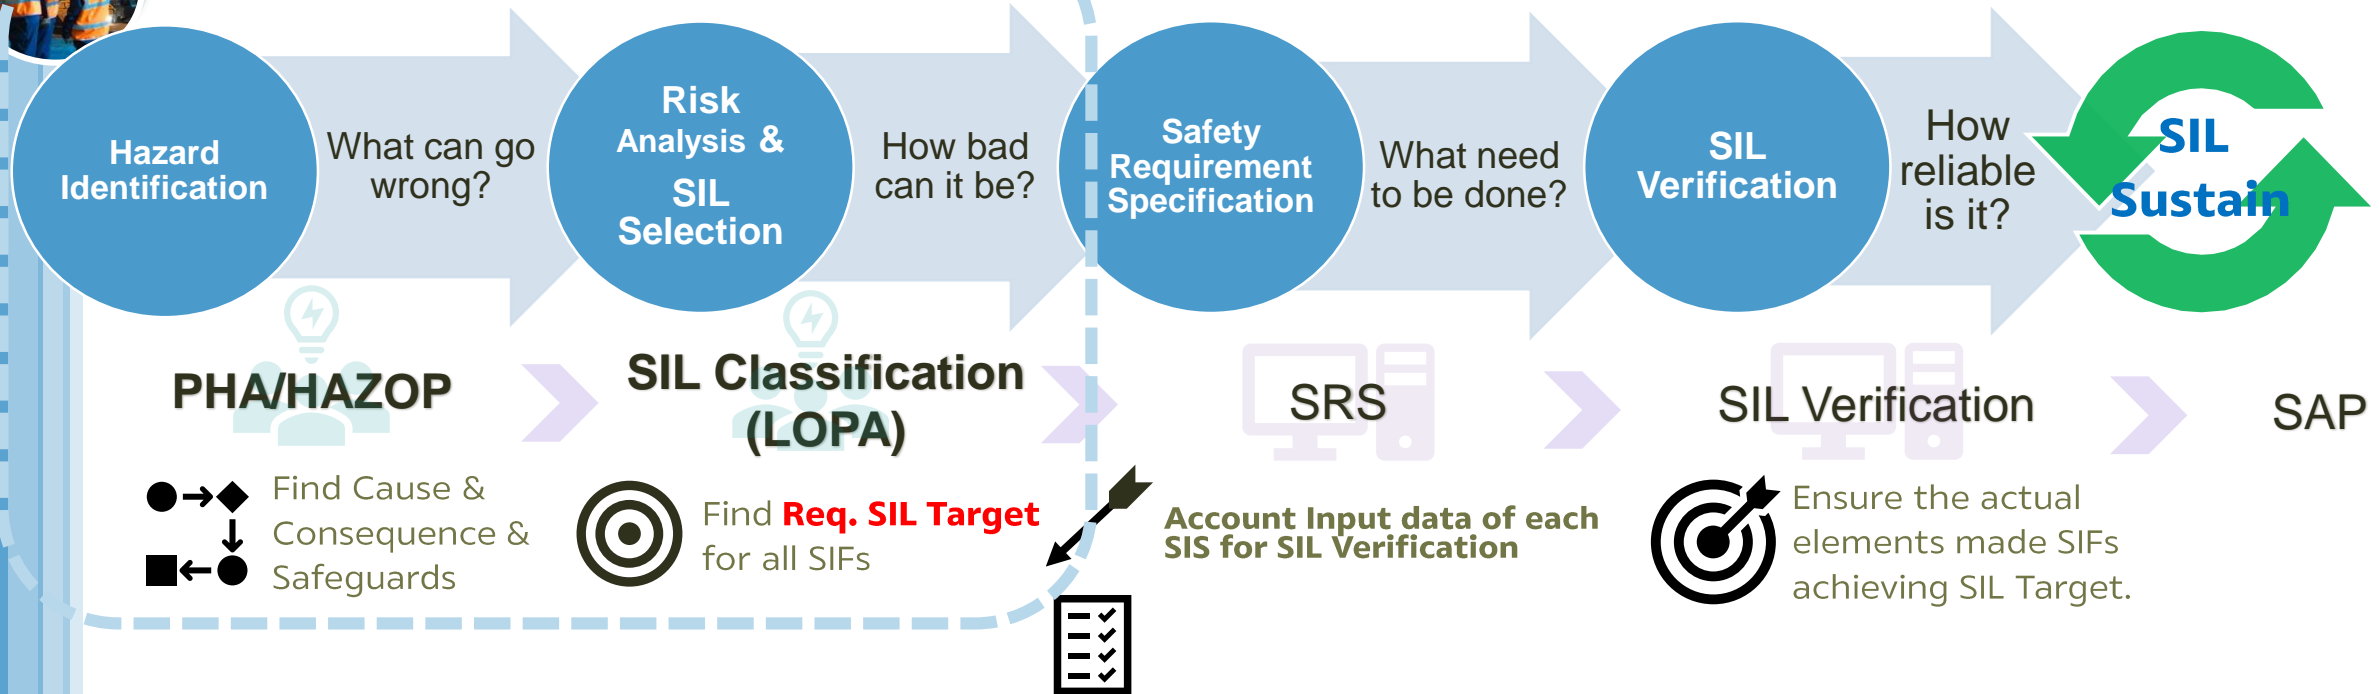 Hazard
Identification
What can go
wrong?
Risk
Analysis &
SIL
Selection
How bad
can it be?
Safety
Requirement
Specification
What need
to be done?
SIL
Verification
How
reliable
is it?
SIL
Sustain
PHA/HAZOP
SIL Classification
(LOPA)
SRS
SIL Verification
SAP
Find Cause &
Consequence &
Safeguards
Find Req. SIL Target
for all SIFs
Account Input data of each
SIS for SIL Verification
Ensure the actual
elements made SIFs
achieving SIL Target.